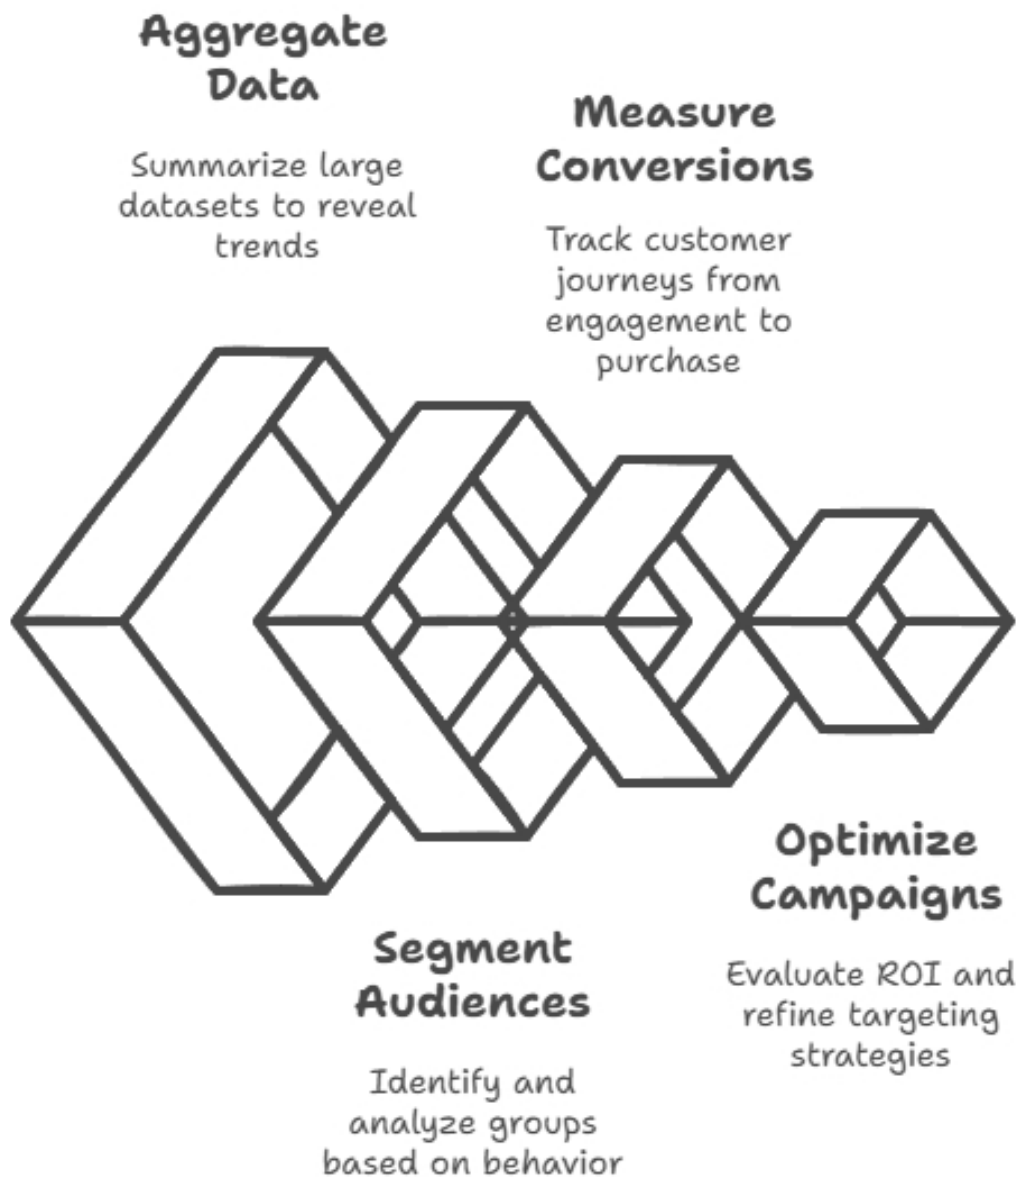 Aggregate
Data
Summarize large
datasets to reveal
trends
Measure
Conversions
Track customer
journeys from
engagement to
purchase
Segment
Audiences
Identify and
analyze groups
based on behavior
Optimize
Campaigns
Evaluate ROI and
refine targeting
strategies